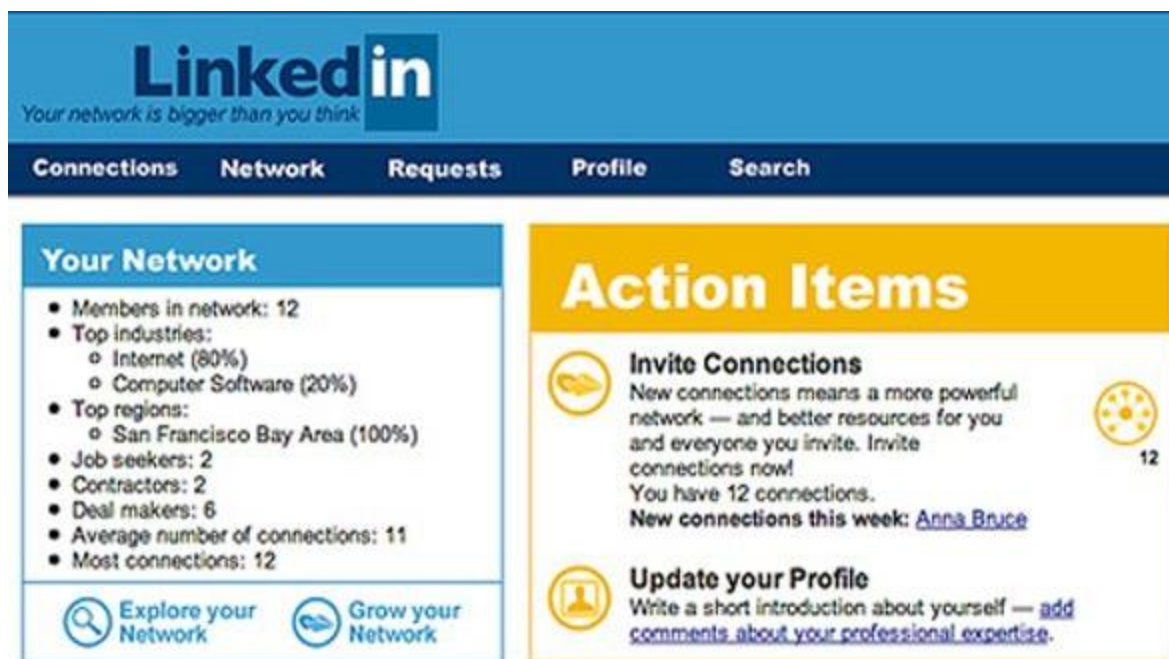 Linked in
Your network is bigger than you think
Connections Network Requests Profile Search
Your Network
Members in network: 12
Top industries:
Internet (80%)
Computer Software (20%)
Top regions:
San Francisco Bay Area (100%)
Job seekers: 2
Contractors: 2
Deal makers: 6
Average number of connections: 11
Most connections: 12
Explore your
Network
Grow your
Network
Action Items
Invite Connections
New connections means a more powerful
network — and better resources for you
and everyone you invite. Invite
connections now!
You have 12 connections.
New connections this week: Anna Bruce
12
Update your Profile
Write a short introduction about yourself — add
comments about your professional expertise.